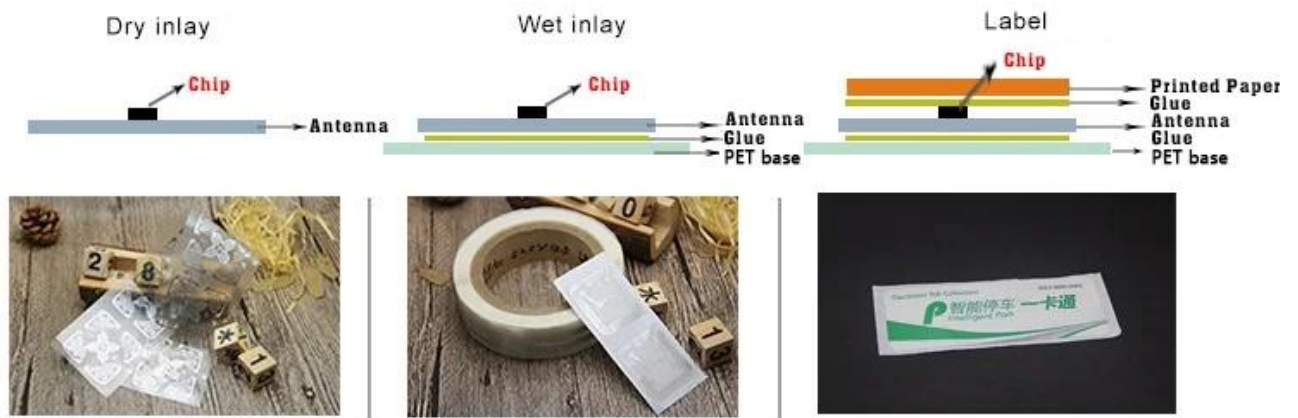 Dry inlay
Chip
Antenna
Wet inlay
Chip
Antenna
Glue
PET base
Label
Chip
Printed Paper
Glue
Antenna
Glue
PET base
2 8
1
0
1
3
P 智能停车 一卡通
Intelligent Park